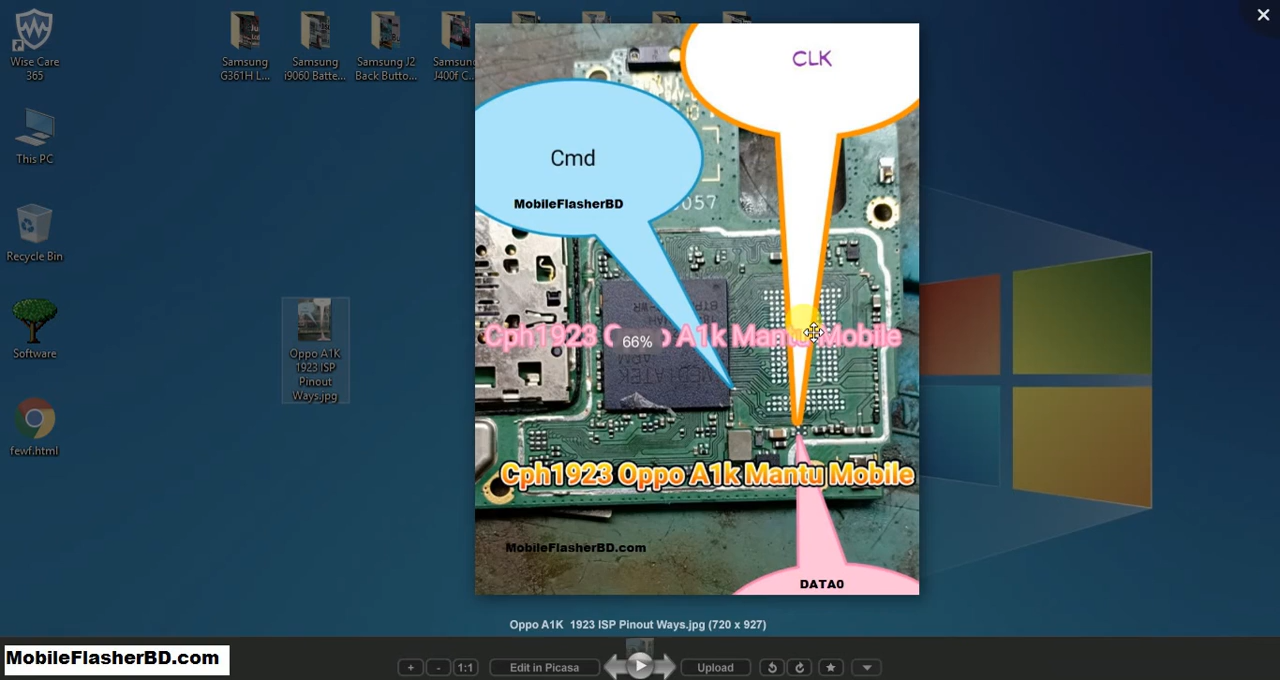 Wise Care
365
Samsung
G361H L...
Samsung
i9060 Batte...
Samsung J2
Back Butto...
Samsung
J400f C...
This PC
Recycle Bin
Software
fewf.html
Oppo A1K
1923 ISP
Pinout
Ways.jpg
CLK
Cmd
MobileFlasherBD
057
66%
Cph1923 O o A1k Mantu Mobile
MEDIATEK
Cph1923 Oppo A1k Mantu Mobile
MobileFlasherBD.com
DATA0
Oppo A1K 1923 ISP Pinout Ways.jpg (720 x 927)
MobileFlasherBD.com
+
-
1:1
Edit in Picasa
Upload